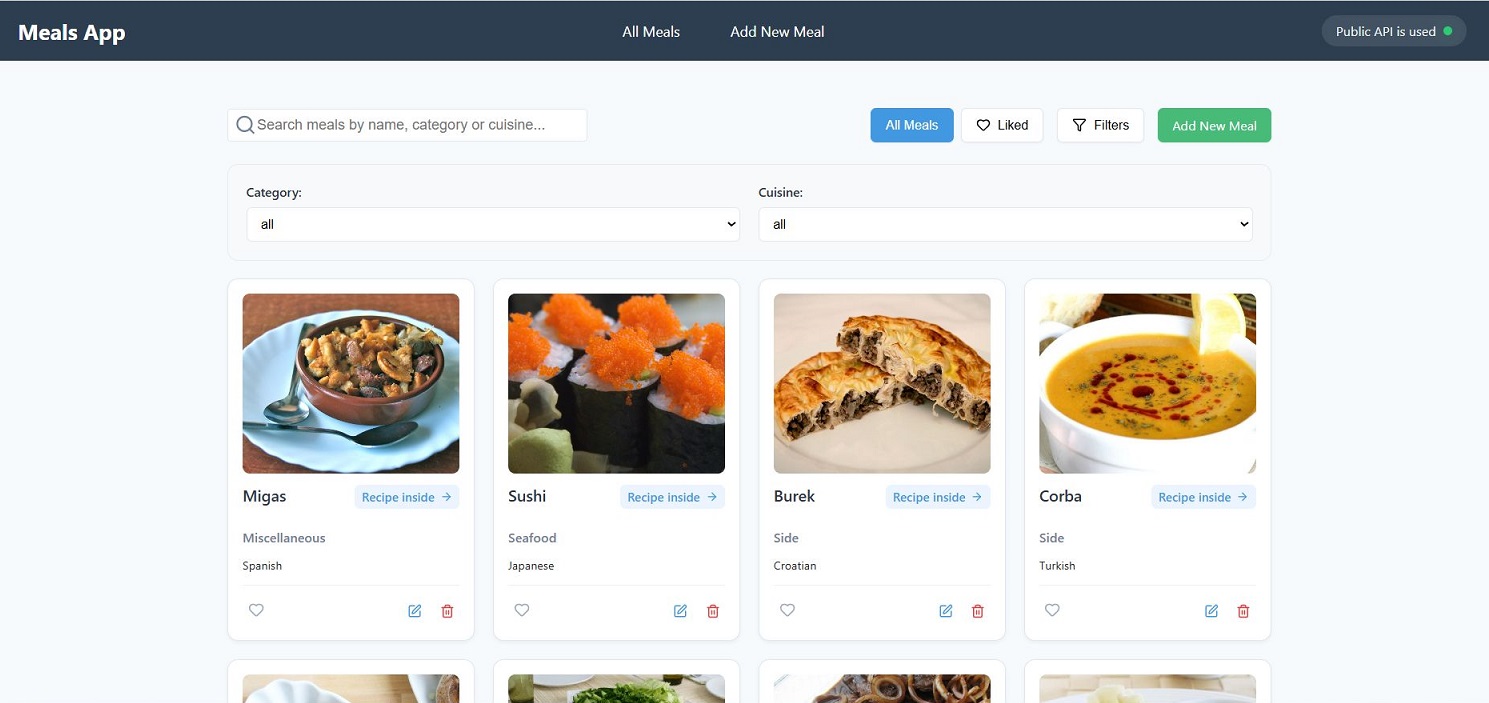 Meals App
All Meals
Add New Meal
Public API is used
Search meals by name, category or cuisine...
All Meals
Liked
Filters
Add New Meal
Category:
Cuisine:
all
all
Migas
Recipe inside →
Sushi
Recipe inside →
Burek
Recipe inside →
Corba
Recipe inside →
Miscellaneous
Seafood
Side
Side
Spanish
Japanese
Croatian
Turkish